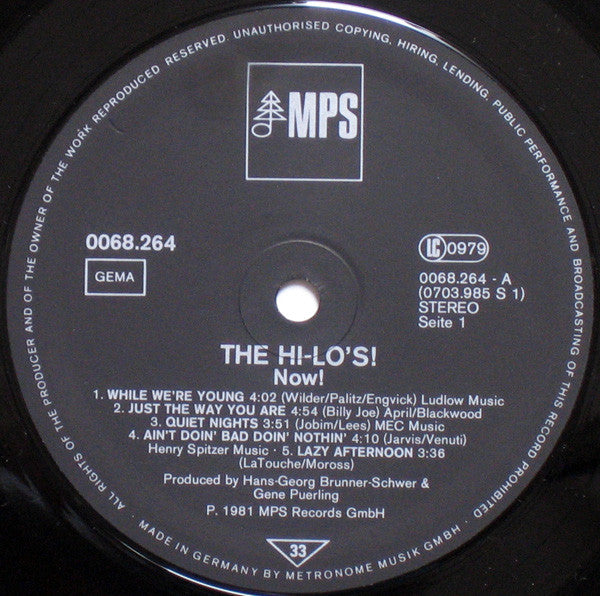 ALL RIGHTS OF THE PRODUCER AND OF THE OWNER OF THE WORK REPRODUCED RESERVED. UNAUTHORISED COPYING, HIRING, LENDING, PUBLIC PERFORMANCE AND BROADCASTING OF THIS RECORD PROHIBITED
MPS
0068.264
GEMA
LC 0979
0068.264 - A
(0703.985 S 1)
STEREO
Seite 1
THE HI-LO'S!
Now!
1. WHILE WE'RE YOUNG 4:02 (Wilder/Palitz/Engvick) Ludlow Music
2. JUST THE WAY YOU ARE 4:54 (Billy Joe) April/Blackwood
3. QUIET NIGHTS 3:51 (Jobim/Lees) MEC Music
4. AIN'T DOIN' BAD DOIN' NOTHIN' 4:10 (Jarvis/Venuti)
Henry Spitzer Music · 5. LAZY AFTERNOON 3:36
(LaTouche/Moross)
Produced by Hans-Georg Brunner-Schwer &
Gene Puerling
P. 1981 MPS Records GmbH
33
MADE IN GERMANY BY METRONOME MUSIK GMBH